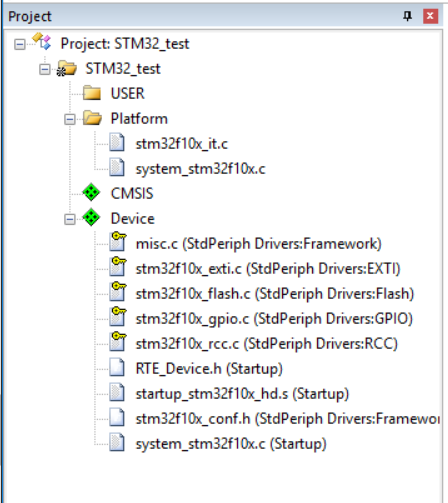 Project
Project: STM32_test
STM32_test
USER
Platform
stm32f10x_it.c
system_stm32f10x.c
CMSIS
Device
misc.c (StdPeriph Drivers:Framework)
stm32f10x_exti.c (StdPeriph Drivers:EXTI)
stm32f10x_flash.c (StdPeriph Drivers:Flash)
stm32f10x_gpio.c (StdPeriph Drivers:GPIO)
stm32f10x_rcc.c (StdPeriph Drivers:RCC)
RTE_Device.h (Startup)
startup_stm32f10x_hd.s (Startup)
stm32f10x_conf.h (StdPeriph Drivers:Framewor
system_stm32f10x.c (Startup)